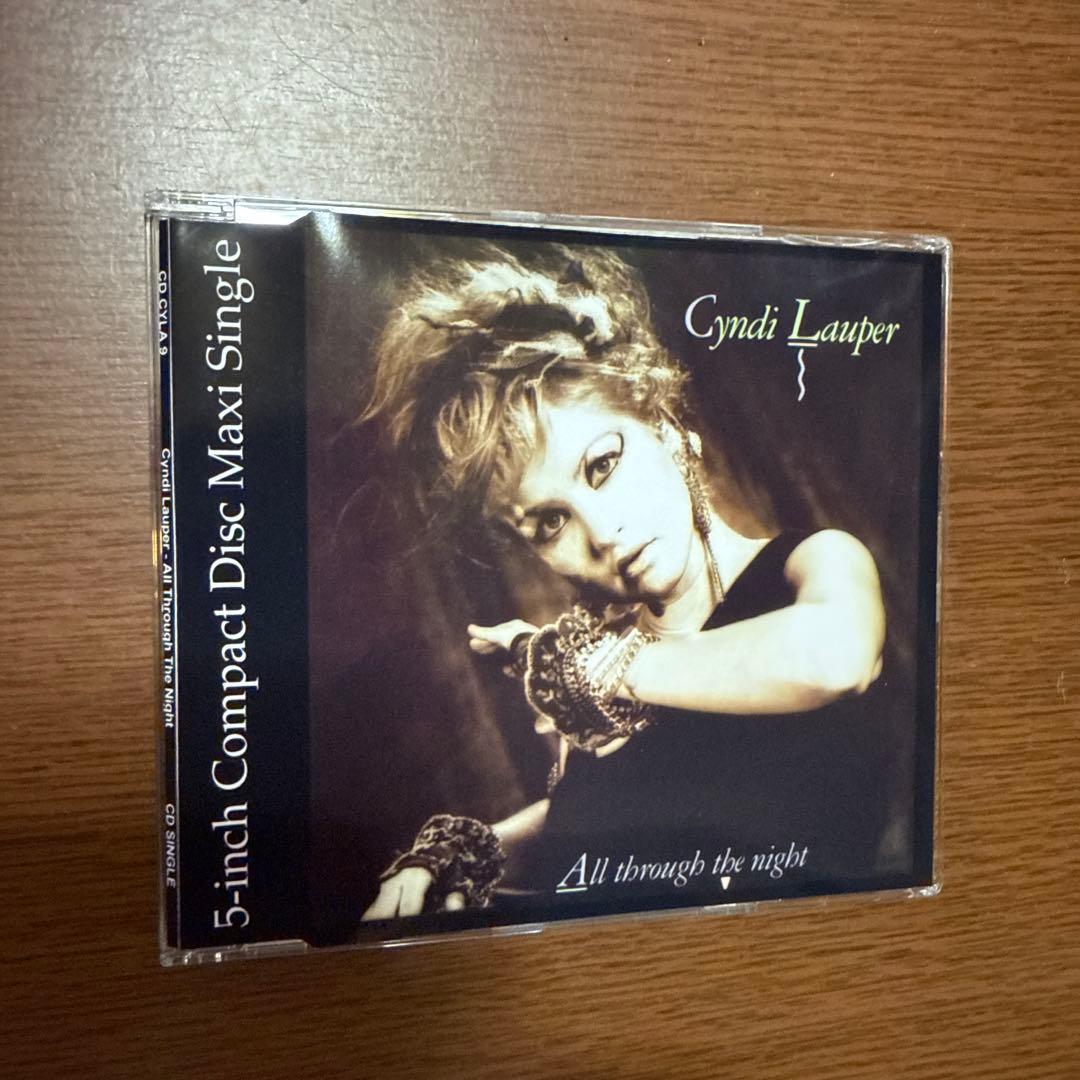 CD CYLA 9
Cyndi Lauper - All Through The Night
CD SINGLE
5-inch Compact Disc Maxi Single
Cyndi Lauper
All through the night